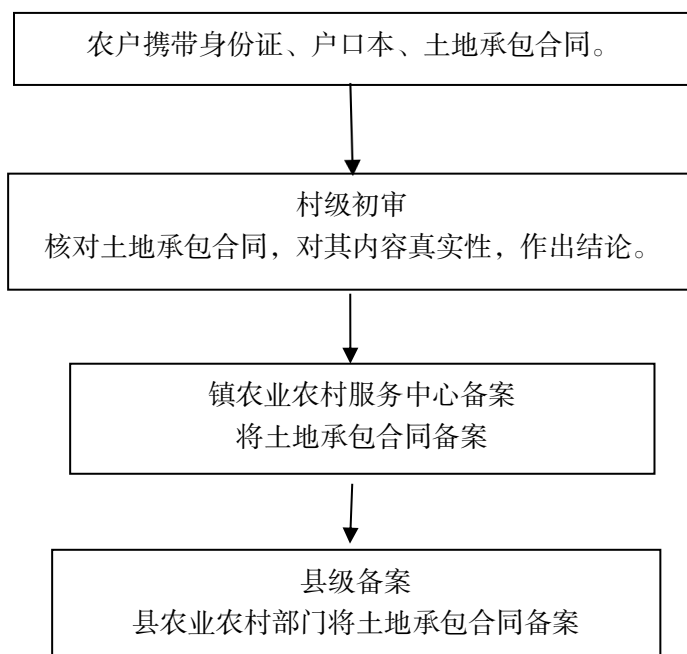 农户携带身份证、户口本、土地承包合同。
村级初审
核对土地承包合同，对其内容真实性，作出结论。
镇农业农村服务中心备案
将土地承包合同备案
县级备案
县农业农村部门将土地承包合同备案